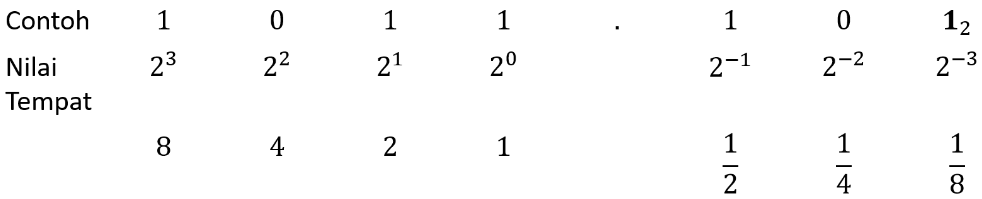 Contoh 1 0 1 1 . 1 0 1₂
Nilai 2³ 2² 2¹ 2⁰ 2⁻¹ 2⁻² 2⁻³
Tempat
8 4 2 1 1/2 1/4 1/8